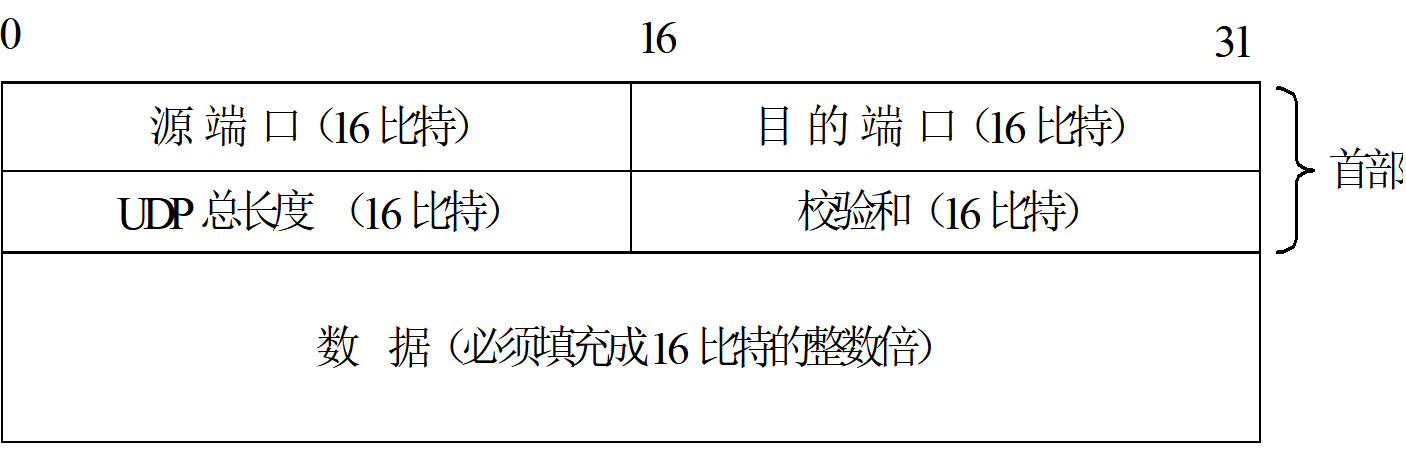 0 16 31
源 端 口（16 比特） 目 的 端 口（16 比特）
首部
UDP 总长度 （16 比特） 校验和（16 比特）
数 据（必须填充成 16 比特的整数倍）